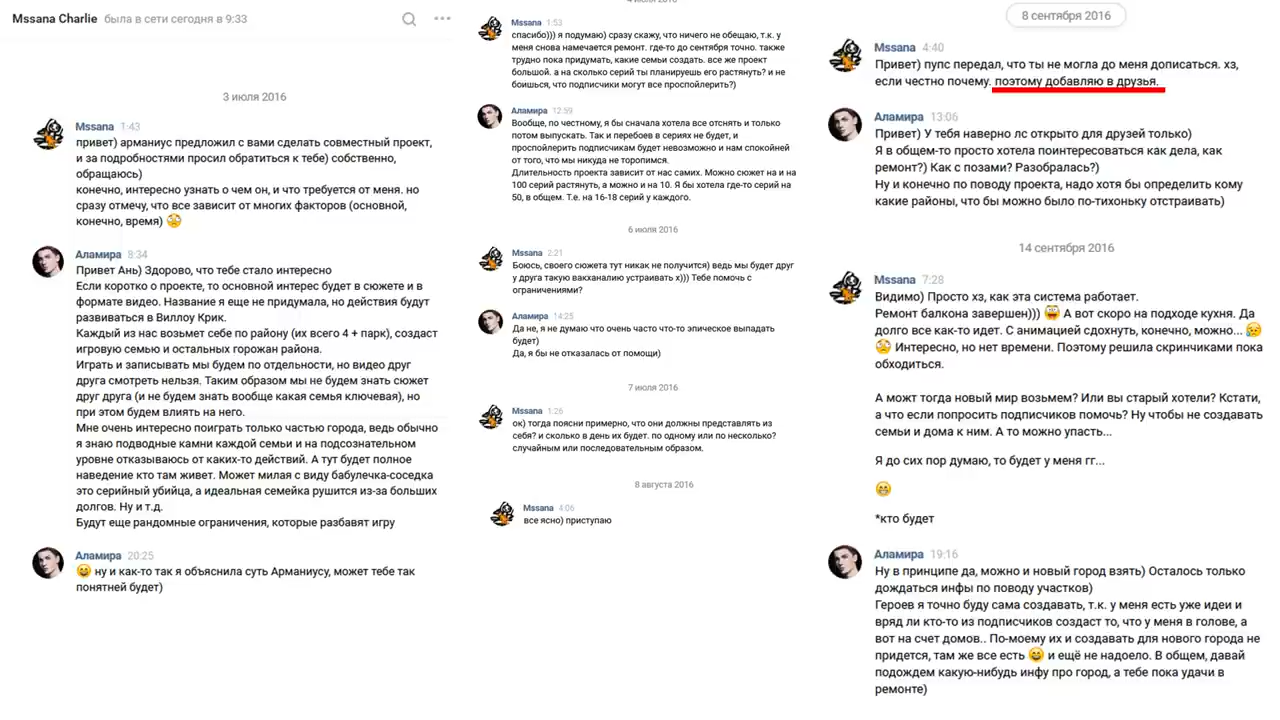 Mssana Charlie была в сети сегодня в 9:33
3 июля 2016
Mssana 1:43
привет) арманиус предложил с вами сделать совместный проект,
и за подробностями просил обратиться к тебе) собственно,
обращаюсь)
конечно, интересно узнать о чем он, и что требуется от меня. но
сразу отмечу, что все зависит от многих факторов (основной,
конечно, время) 😥
Аламира 8:34
Привет Ань) Здорово, что тебе стало интересно
Если коротко о проекте, то основной интерес будет в сюжете и в
формате видео. Название я еще не придумала, но действия будут
развиваться в Виллоу Крик.
Каждый из нас возьмет себе по району (их всего 4 + парк), создаст
игровую семью и остальных горожан района.
Играть и записывать мы будем по отдельности, но видео друг
друга смотреть нельзя. Таким образом мы не будем знать сюжет
друг друга (и не будем знать вообще какая семья ключевая), но
при этом будем влиять на него.
Мне очень интересно поиграть только частью города, ведь обычно
я знаю подводные камни каждой семьи и на подсознательном
уровне отказываюсь от каких-то действий. А тут будет полное
наведение кто там живет. Может милая с виду бабулечка-соседка
это серийный убийца, а идеальная семейка рушится из-за больших
долгов. Ну и т.д.
Будут еще рандомные ограничения, которые разбавят игру
Аламира 20:25
😄 ну и как-то так я объяснила суть Арманиусу, может тебе так
понятней будет)
4 июля 2016
Mssana 1:53
спасибо))) я подумаю) сразу скажу, что ничего не обещаю, т.к. у
меня снова намечается ремонт. где-то до сентября точно. также
трудно пока придумать, какие семьи создать. все же проект
большой. а на сколько серий ты планируешь его растянуть? и не
боишься, что подписчики могут все проспойлерить?)
Аламира 12:59
Вообще, по честному, я бы сначала хотела все отснять и только
потом выпускать. Так и перебоев в сериях не будет, и
проспойлерить подписчикам будет невозможно и нам спокойней
от того, что мы никуда не торопимся.
Длительность проекта зависит от нас самих. Можно сюжет на и на
100 серий растянуть, а можно и на 10. Я бы хотела где-то серий на
50, в общем. Т.е. на 16-18 серий у каждого.
6 июля 2016
Mssana 2:21
Боюсь, своего сюжета тут никак не получится) ведь мы будет друг
у друга такую вакханалию устраивать х))) Тебе помочь с
ограничениями?
Аламира 14:25
Да не, я не думаю что очень часто что-то эпическое выпадать
будет)
Да, я бы не отказалась от помощи)
7 июля 2016
Mssana 1:26
ок) тогда поясни примерно, что они должны представлять из
себя? и сколько в день их будет. по одному или по несколько?
случайным или последовательным образом.
8 августа 2016
Mssana 4:06
все ясно) приступаю
8 сентября 2016
Mssana 4:40
Привет) пупс передал, что ты не могла до меня дописаться. хз,
если честно почему. поэтому добавляю в друзья.
Аламира 13:06
Привет) У тебя наверно лс открыто для друзей только)
Я в общем-то просто хотела поинтересоваться как дела, как
ремонт?) Как с позами? Разобралась?)
Ну и конечно по поводу проекта, надо хотя бы определить кому
какие районы, что бы можно было по-тихоньку отстраивать)
14 сентября 2016
Mssana 7:28
Видимо) Просто хз, как эта система работает.
Ремонт балкона завершен))) 😜 А вот скоро на подходе кухня. Да
долго все как-то идет. С анимацией сдохнуть, конечно, можно... 😥
😥 Интересно, но нет времени. Поэтому решила скринчиками пока
обходиться.
Аможт тогда новый мир возьмем? Или вы старый хотели? Кстати,
а что если попросить подписчиков помочь? Ну чтобы не создавать
семьи и дома к ним. А то можно упасть...
Я до сих пор думаю, то будет у меня гг...
😁
*кто будет
Аламира 19:16
Ну в принципе да, можно и новый город взять) Осталось только
дождаться инфы по поводу участков)
Героев я точно буду сама создавать, т.к. у меня есть уже идеи и
вряд ли кто-то из подписчиков создаст то, что у меня в голове, а
вот на счет домов.. По-моему их и создавать для нового города не
придется, там же все есть 😄 и ещё не надоело. В общем, давай
подождем какую-нибудь инфу про город, а тебе пока удачи в
ремонте)